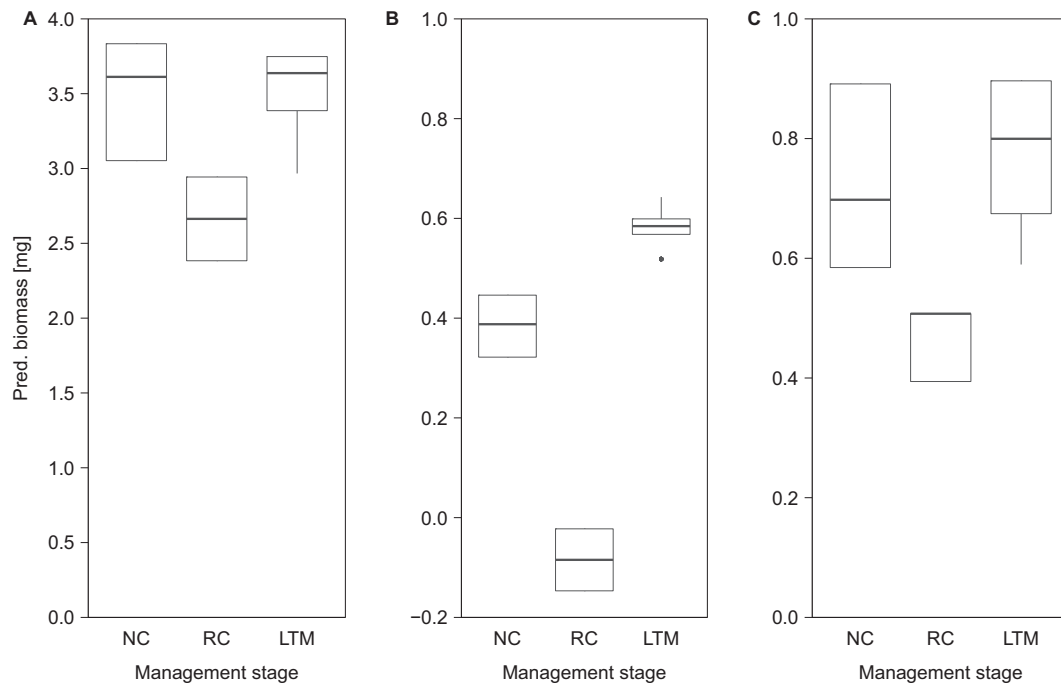 A
B
C
Pred. biomass [mg]
4.0
3.5
3.0
2.5
2.0
1.5
1.0
0.5
0.0
NC RC LTM
Management stage
1.0
0.8
0.6
0.4
0.2
0.0
−0.2
NC RC LTM
Management stage
1.0
0.8
0.6
0.4
0.2
0.0
NC RC LTM
Management stage